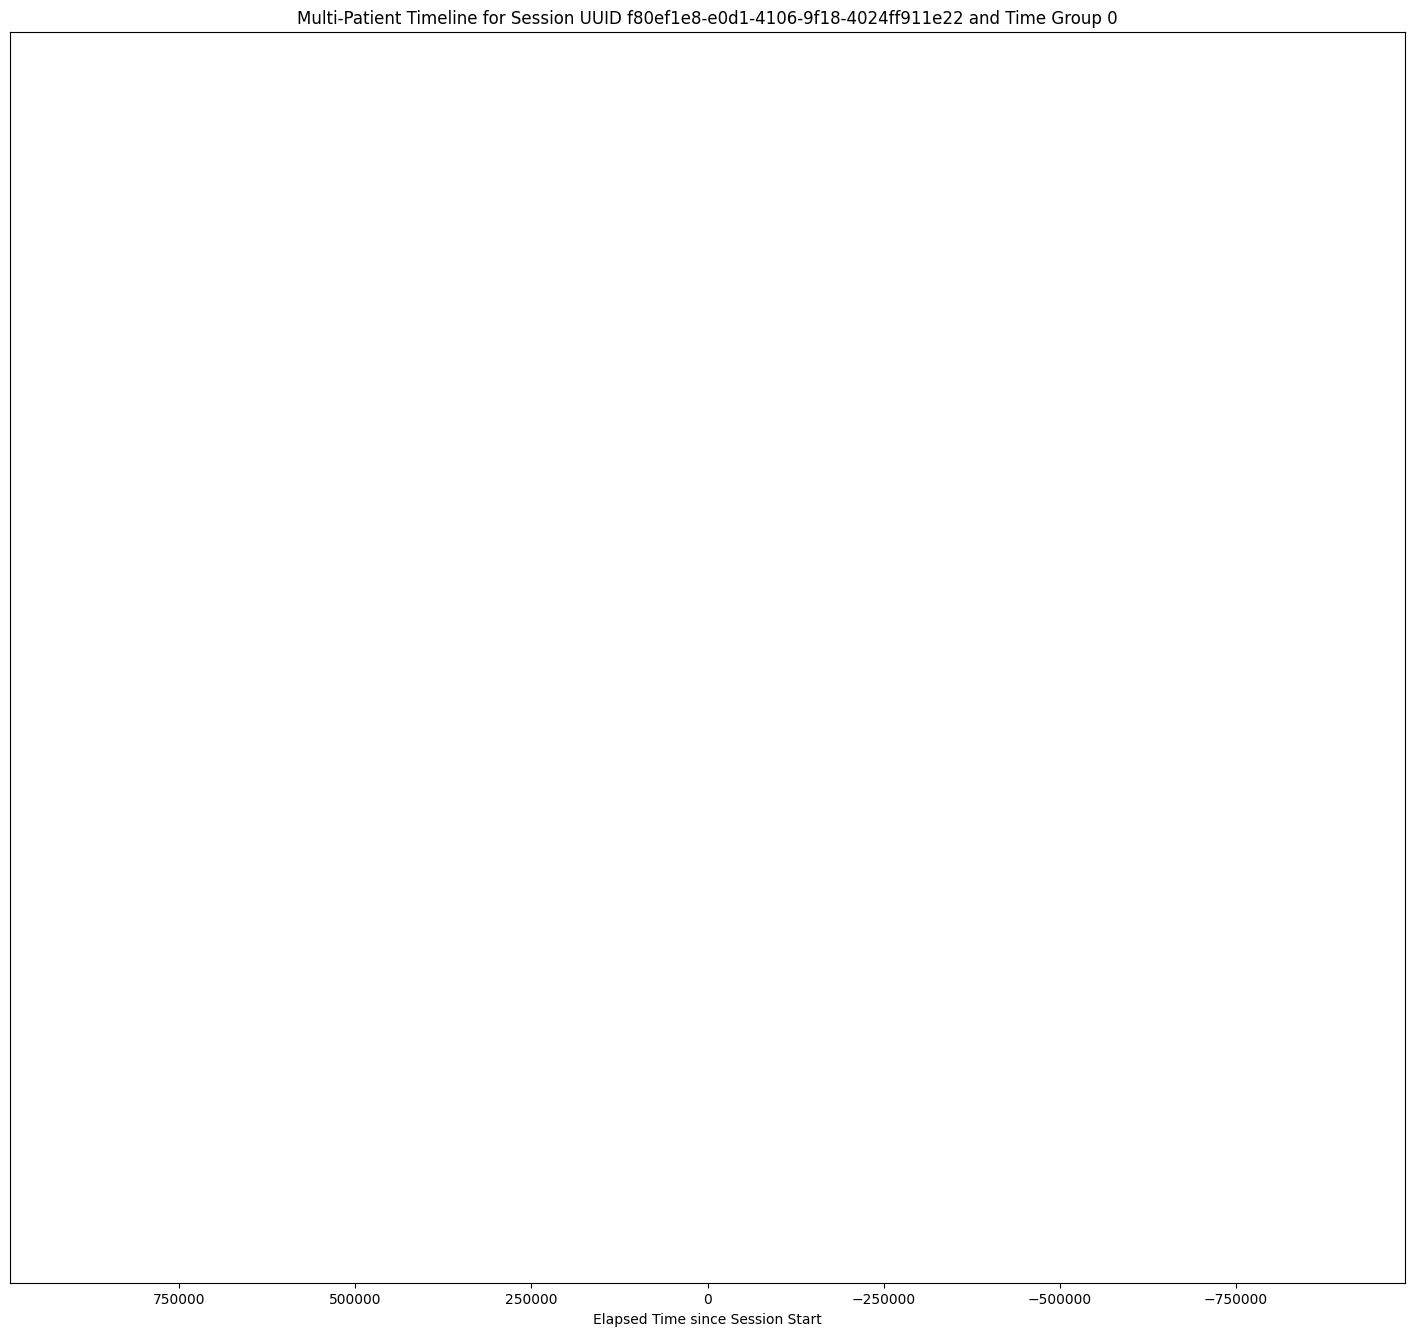 Multi-Patient Timeline for Session UUID f80ef1e8-e0d1-4106-9f18-4024ff911e22 and Time Group 0
750000 500000 250000 0 −250000 −500000 −750000
Elapsed Time since Session Start